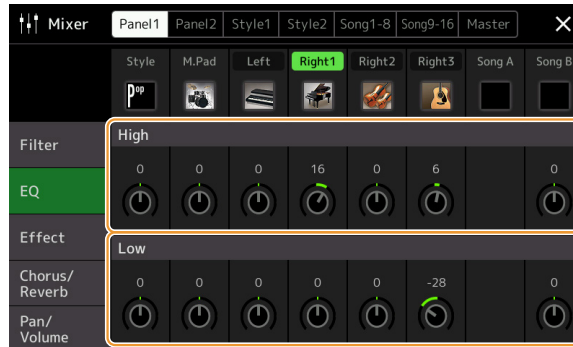 Mixer Panel1 Panel2 Style1 Style2 Song1-8 Song9-16 Master ×
Style M.Pad Left Right1 Right2 Right3 Song A Song B
Pop
Filter
EQ
Effect
Chorus/
Reverb
Pan/
Volume
High
0 0 0 16 0 6 0
Low
0 0 0 0 0 -28 0